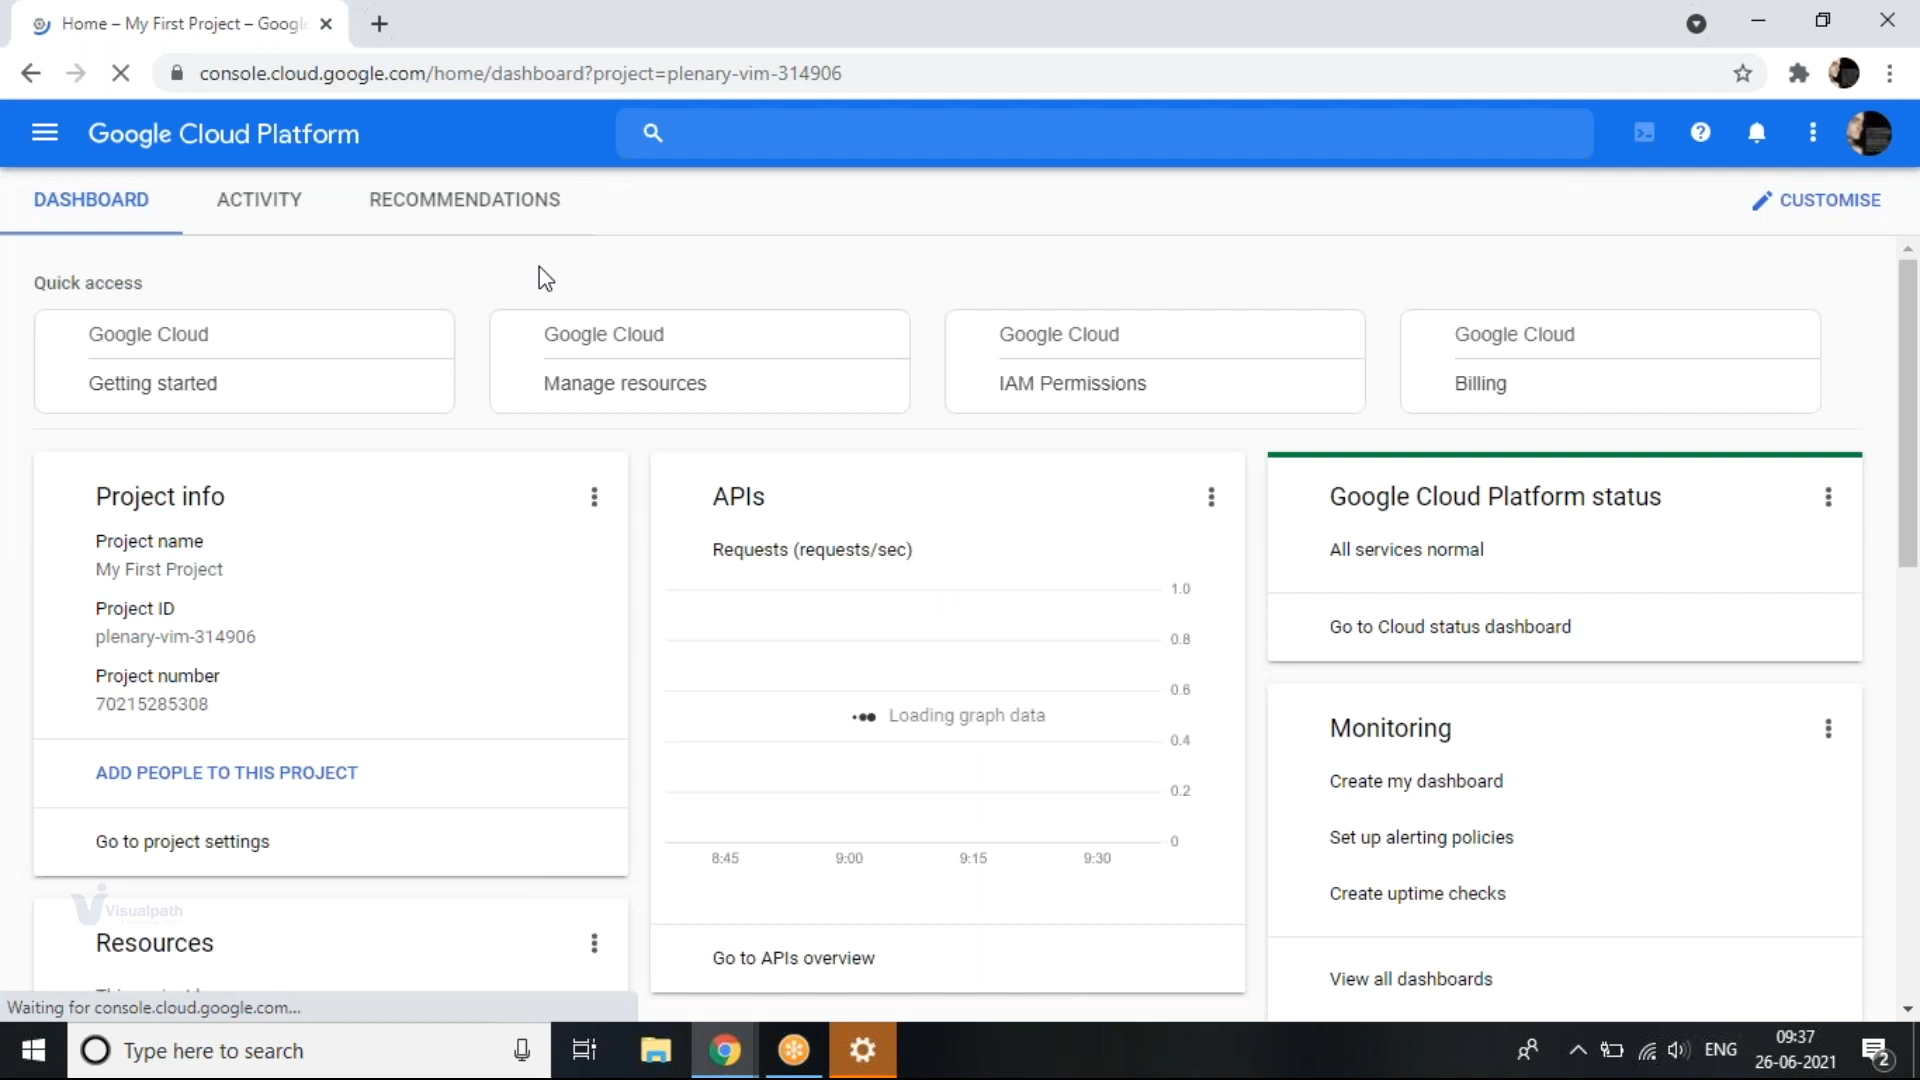 Home – My First Project – Googl
console.cloud.google.com/home/dashboard?project=plenary-vim-314906
Google Cloud Platform
DASHBOARD
ACTIVITY
RECOMMENDATIONS
CUSTOMISE
Quick access
Google Cloud
Getting started
Google Cloud
Manage resources
Google Cloud
IAM Permissions
Google Cloud
Billing
Project info
Project name
My First Project
Project ID
plenary-vim-314906
Project number
70215285308
ADD PEOPLE TO THIS PROJECT
Go to project settings
Visualpath
Resources
APIs
Requests (requests/sec)
1.0
0.8
0.6
Loading graph data
0.4
0.2
0
8:45 9:00 9:15 9:30
Go to APIs overview
Google Cloud Platform status
All services normal
Go to Cloud status dashboard
Monitoring
Create my dashboard
Set up alerting policies
Create uptime checks
View all dashboards
Waiting for console.cloud.google.com...
Type here to search
ENG
09:37
26-06-2021
2